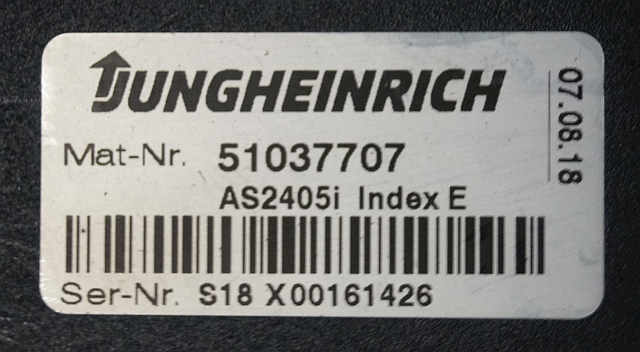 JUNGHEINRICH
Mat-Nr. 51037707
AS2405i Index E
Ser-Nr. S18 X00161426
07.08.18